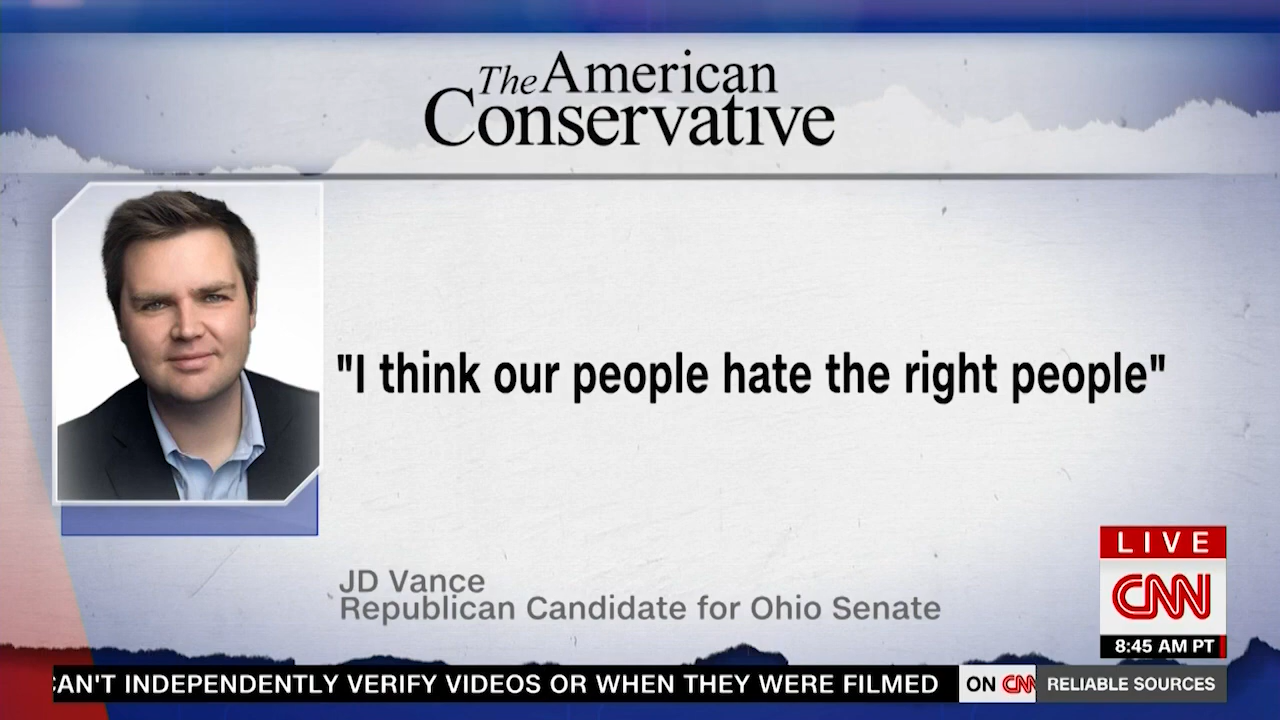 The American
Conservative
"I think our people hate the right people"
JD Vance
Republican Candidate for Ohio Senate
LIVE
CNN
8:45 AM PT
AN'T INDEPENDENTLY VERIFY VIDEOS OR WHEN THEY WERE FILMED
ON CNN RELIABLE SOURCES